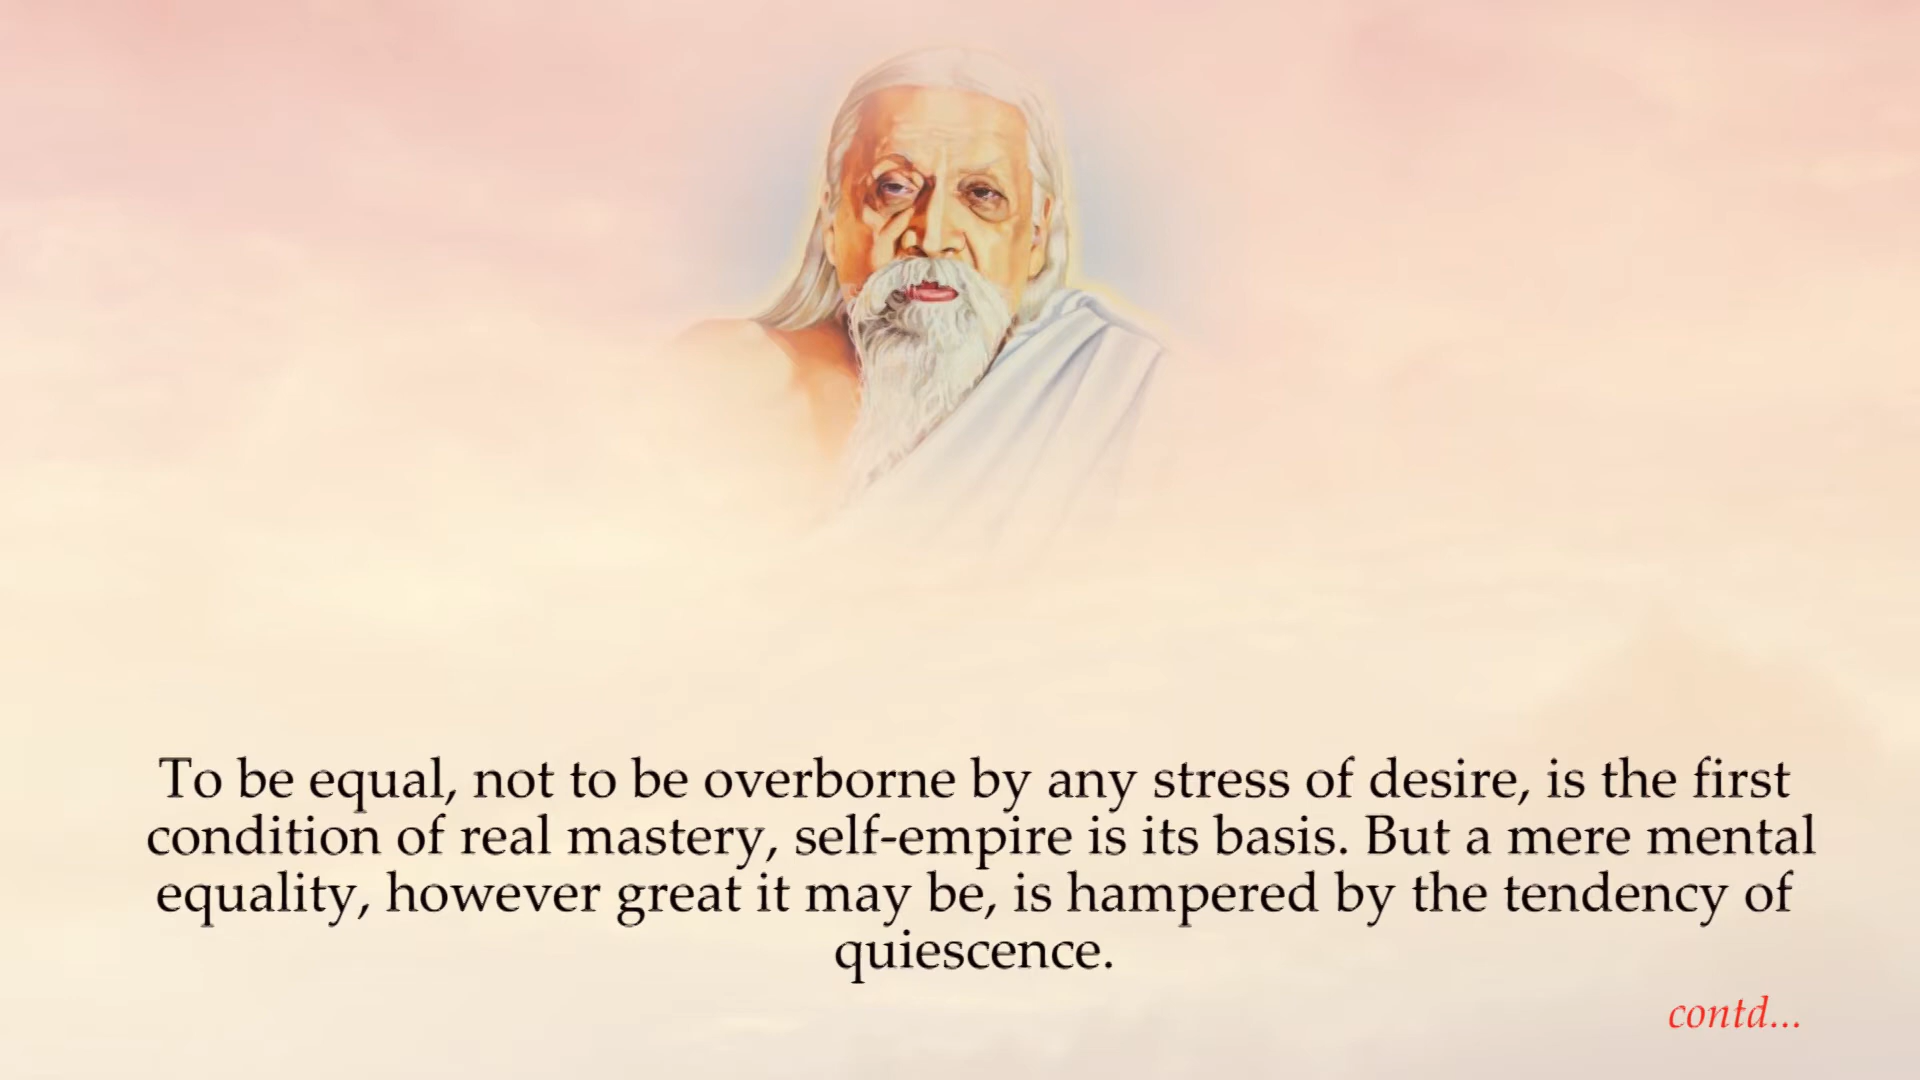 To be equal, not to be overborne by any stress of desire, is the first
condition of real mastery, self-empire is its basis. But a mere mental
equality, however great it may be, is hampered by the tendency of
quiescence.
contd...